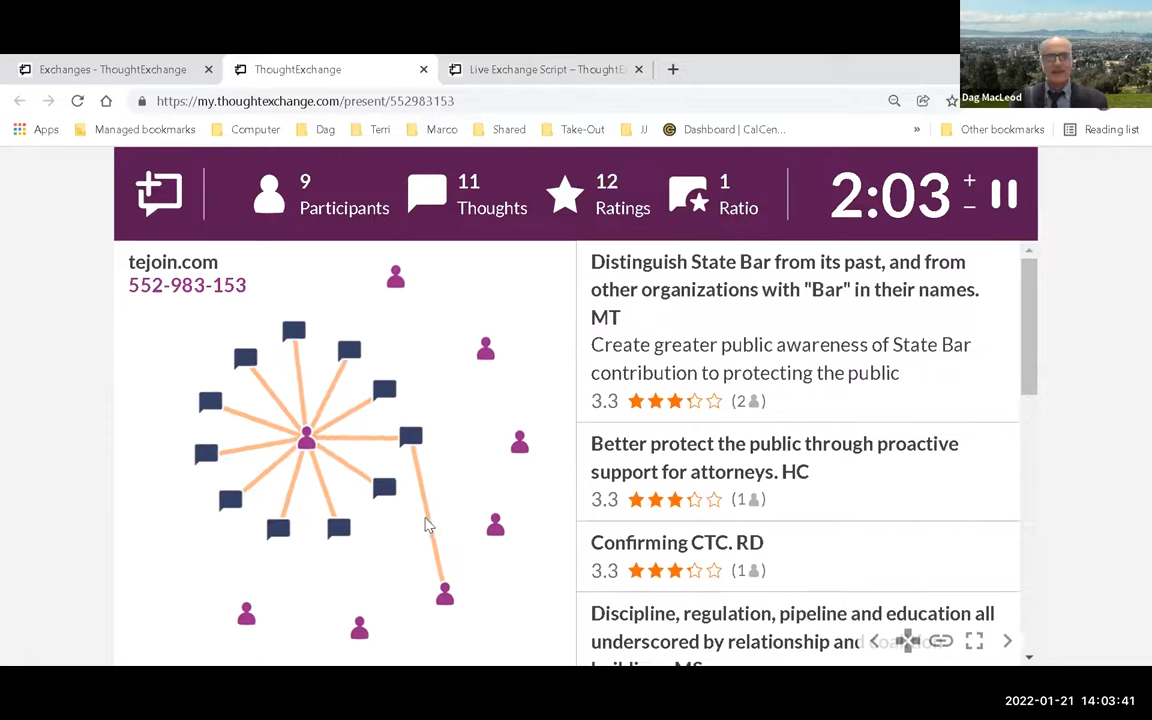 Exchanges - ThoughtExchange
ThoughtExchange
Live Exchange Script – ThoughtE
https://my.thoughtexchange.com/present/552983153
Dag MacLeod
Apps
Managed bookmarks
Computer
Dag
Terri
Marco
Shared
Take-Out
JJ
Dashboard | CalCen...
»
Other bookmarks
Reading list
9
Participants
11
Thoughts
12
Ratings
1
Ratio
2:03
tejoin.com
552-983-153
Distinguish State Bar from its past, and from
other organizations with "Bar" in their names.
MT
Create greater public awareness of State Bar
contribution to protecting the public
3.3 (2)
Better protect the public through proactive
support for attorneys. HC
3.3 (1)
Confirming CTC. RD
3.3 (1)
Discipline, regulation, pipeline and education all
underscored by relationship and
2022-01-21 14:03:41